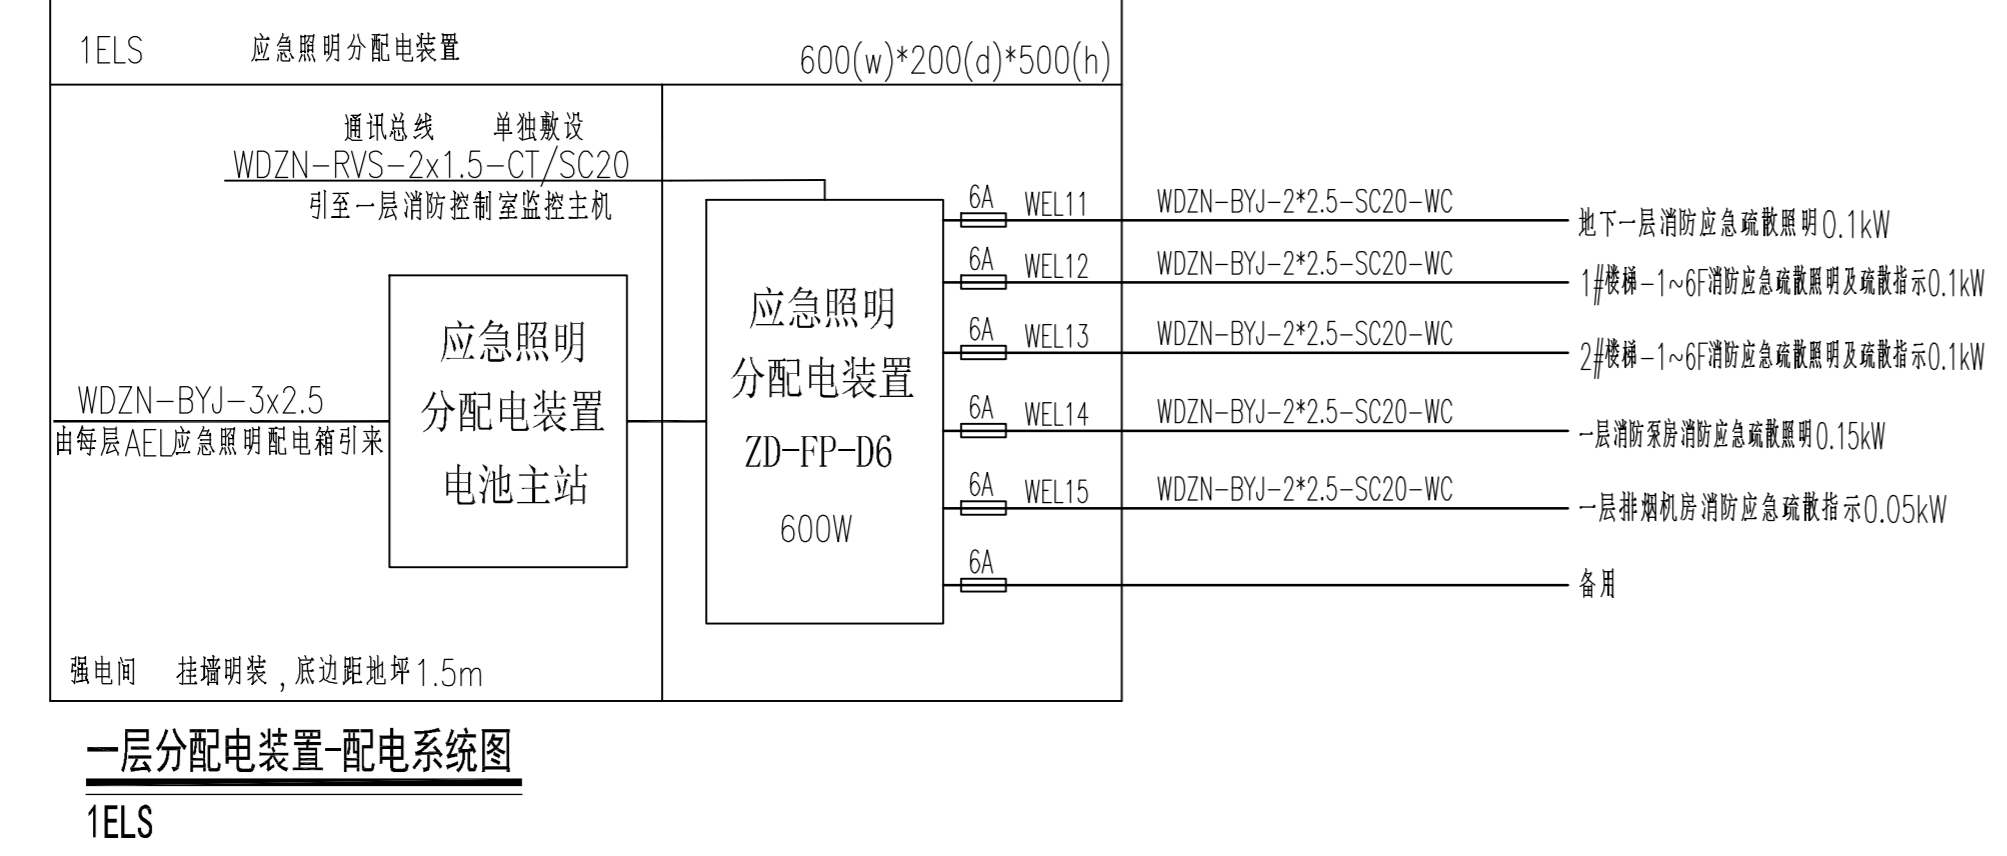 1ELS 应急照明分配电装置 600(w)*200(d)*500(h)
通讯总线 单独敷设
WDZN-RVS-2x1.5-CT/SC20
引至一层消防控制室监控主机
WDZN-BYJ-3x2.5
由每层AEL应急照明配电箱引来
应急照明
分配电装置
电池主站
应急照明
分配电装置
ZD-FP-D6
600W
6A WEL11 WDZN-BYJ-2*2.5-SC20-WC 地下一层消防应急疏散照明0.1kW
6A WEL12 WDZN-BYJ-2*2.5-SC20-WC 1#楼梯-1~6F消防应急疏散照明及疏散指示0.1kW
6A WEL13 WDZN-BYJ-2*2.5-SC20-WC 2#楼梯-1~6F消防应急疏散照明及疏散指示0.1kW
6A WEL14 WDZN-BYJ-2*2.5-SC20-WC 一层消防泵房消防应急疏散照明0.15kW
6A WEL15 WDZN-BYJ-2*2.5-SC20-WC 一层排烟机房消防应急疏散指示0.05kW
6A 备用
强电间 挂墙明装,底边距地坪1.5m
一层分配电装置-配电系统图
1ELS